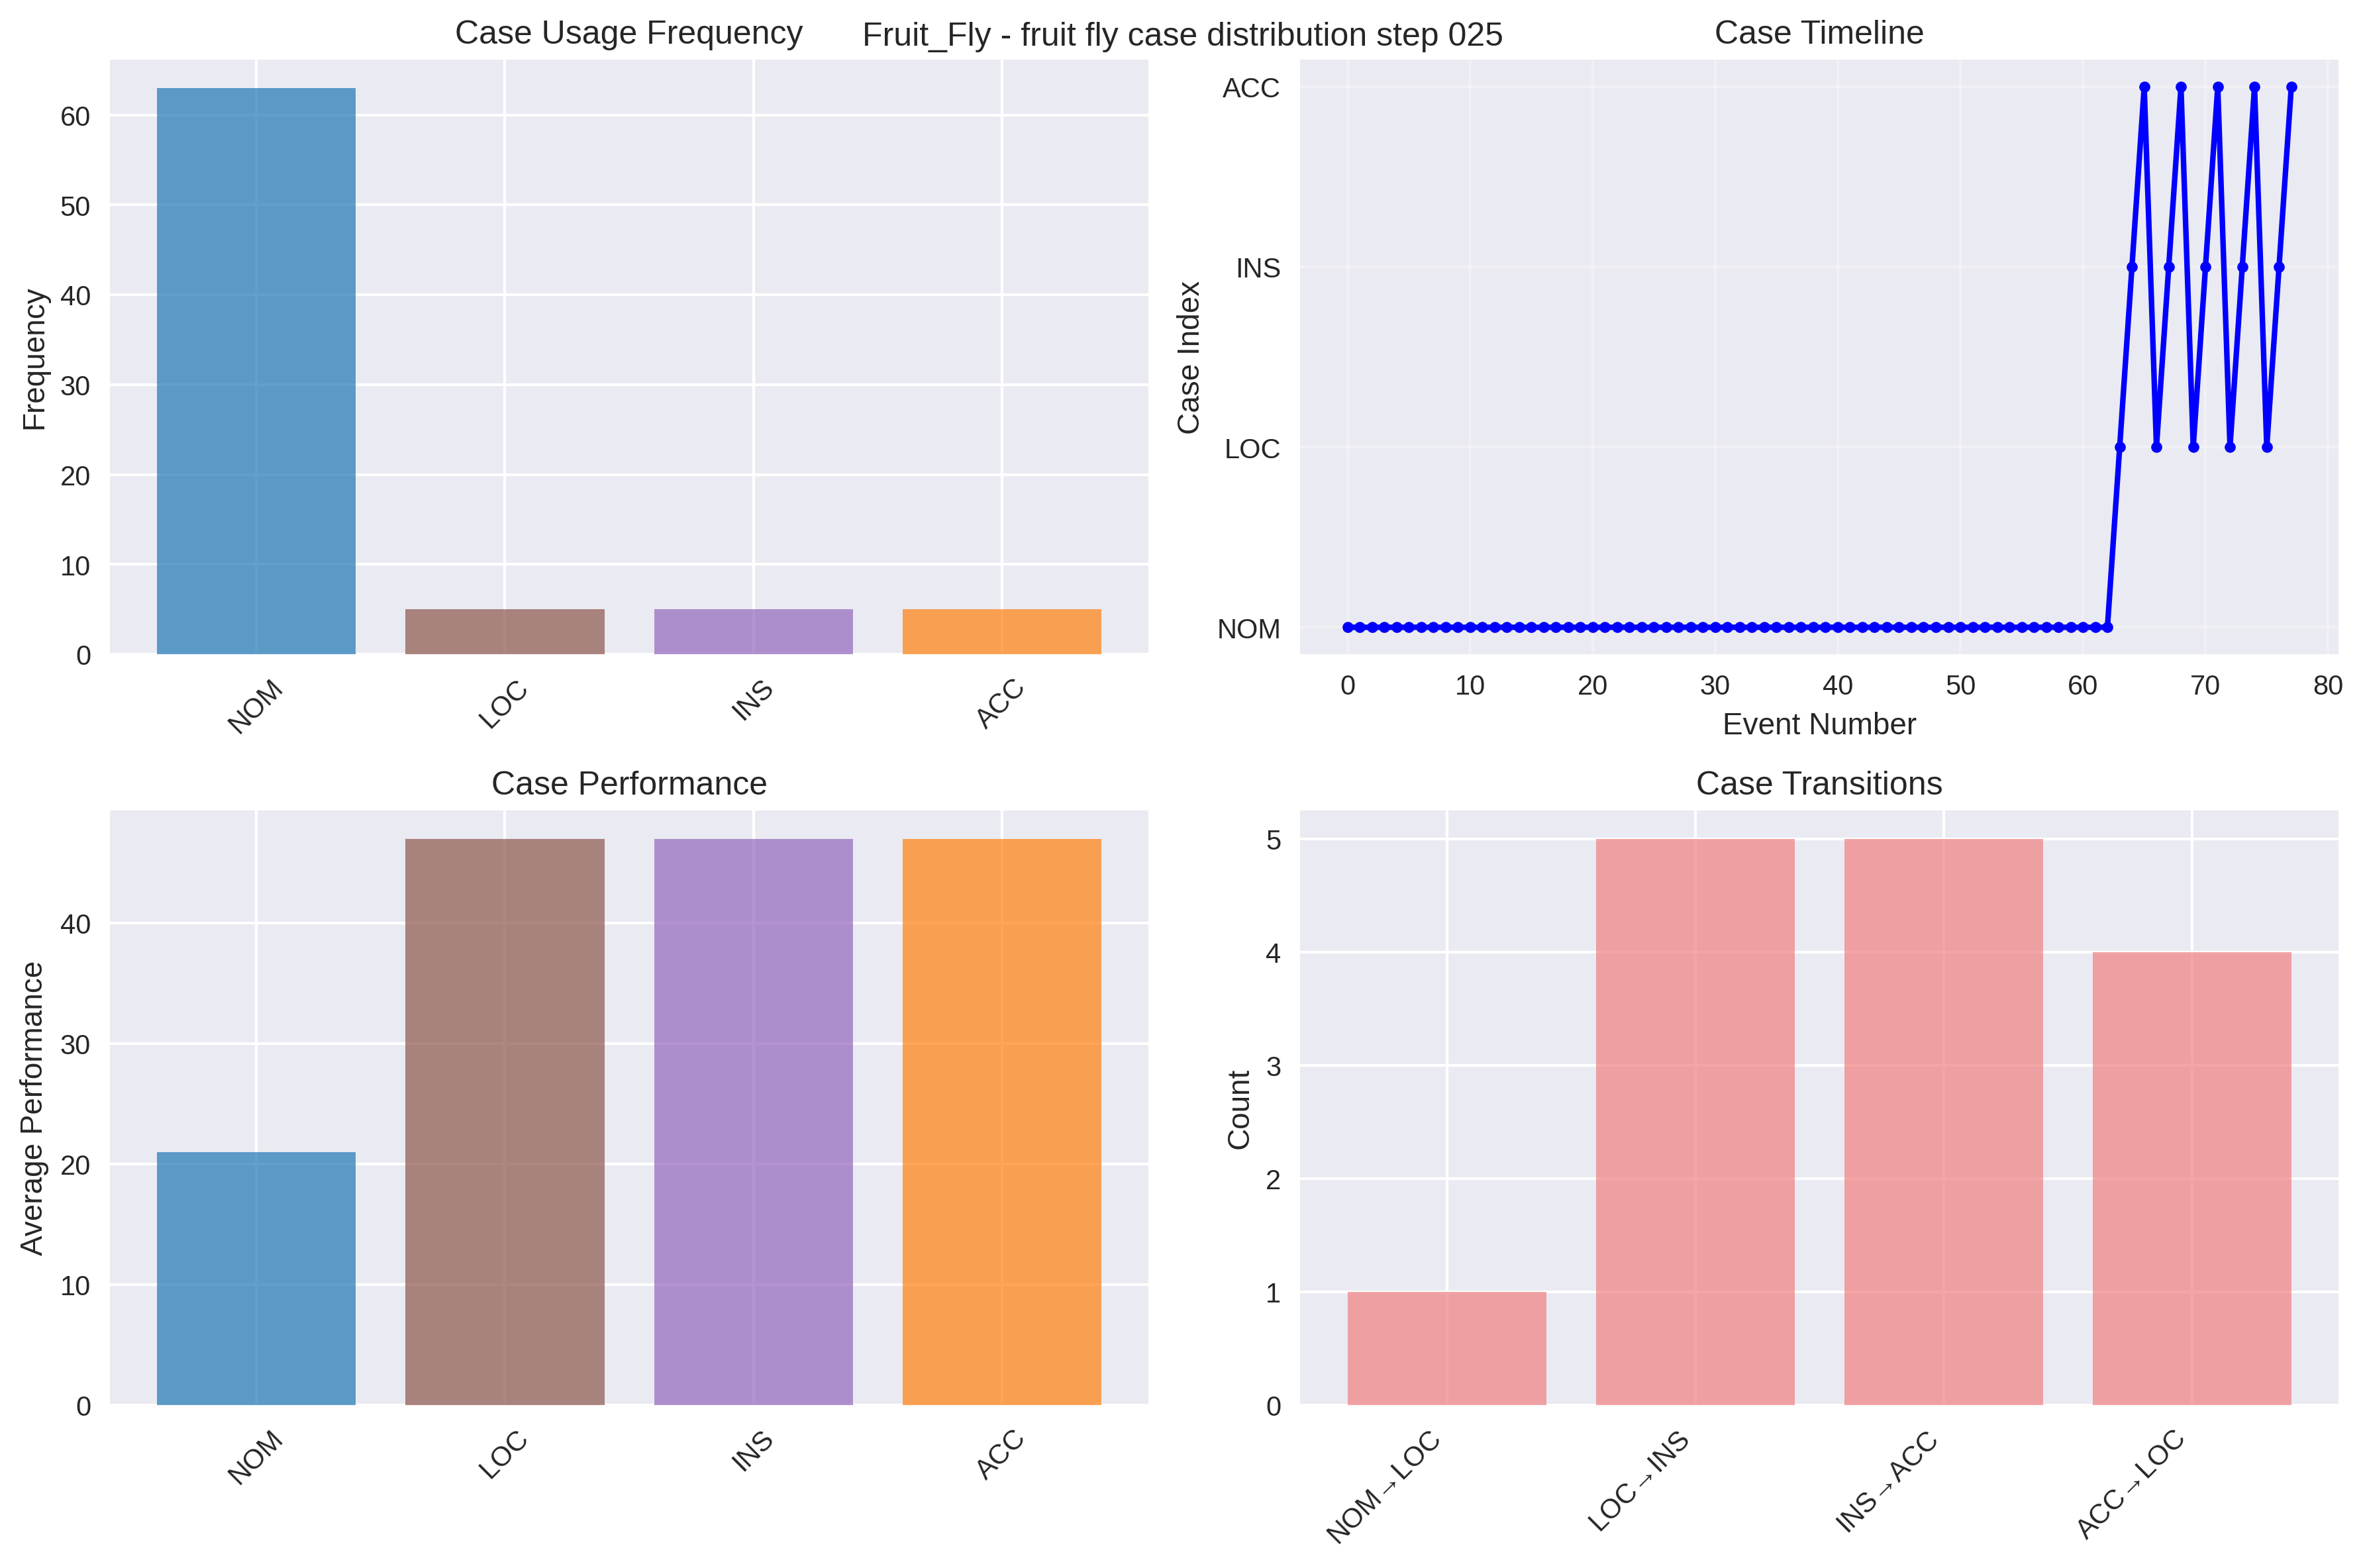 Fruit_Fly - fruit fly case distribution step 025
Case Usage Frequency
Frequency
60
50
40
30
20
10
0
NOM
LOC
INS
ACC
Case Timeline
Case Index
ACC
INS
LOC
NOM
0
10
20
30
40
50
60
70
80
Event Number
Case Performance
Average Performance
40
30
20
10
0
NOM
LOC
INS
ACC
Case Transitions
Count
5
4
3
2
1
0
NOM→LOC
LOC→INS
INS→ACC
ACC→LOC